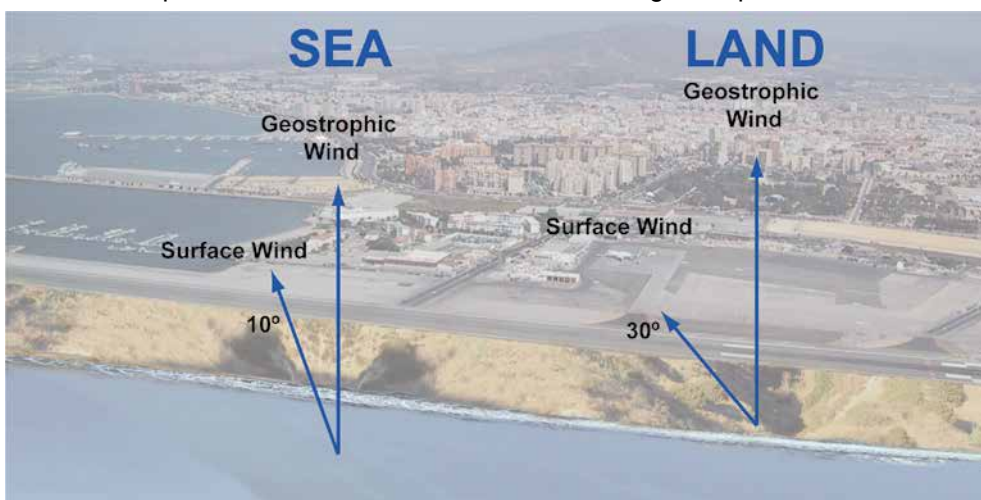 SEA
Geostrophic
Wind
Surface Wind
10º
LAND
Geostrophic
Wind
Surface Wind
30º